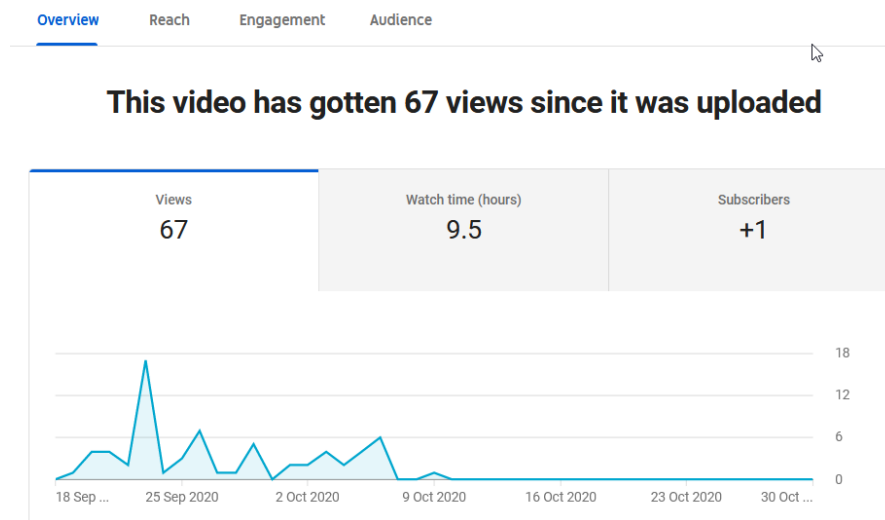 Overview Reach Engagement Audience
This video has gotten 67 views since it was uploaded
Views Watch time (hours) Subscribers
67 9.5 +1
18
12
6
0
18 Sep ... 25 Sep 2020 2 Oct 2020 9 Oct 2020 16 Oct 2020 23 Oct 2020 30 Oct ...